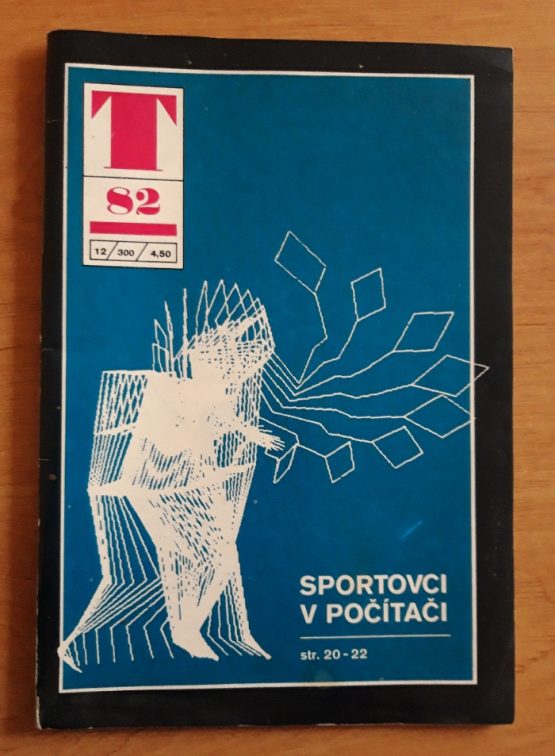 T
82
12/300/4,50
SPORTOVCI
V POČÍTAČI
str. 20-22